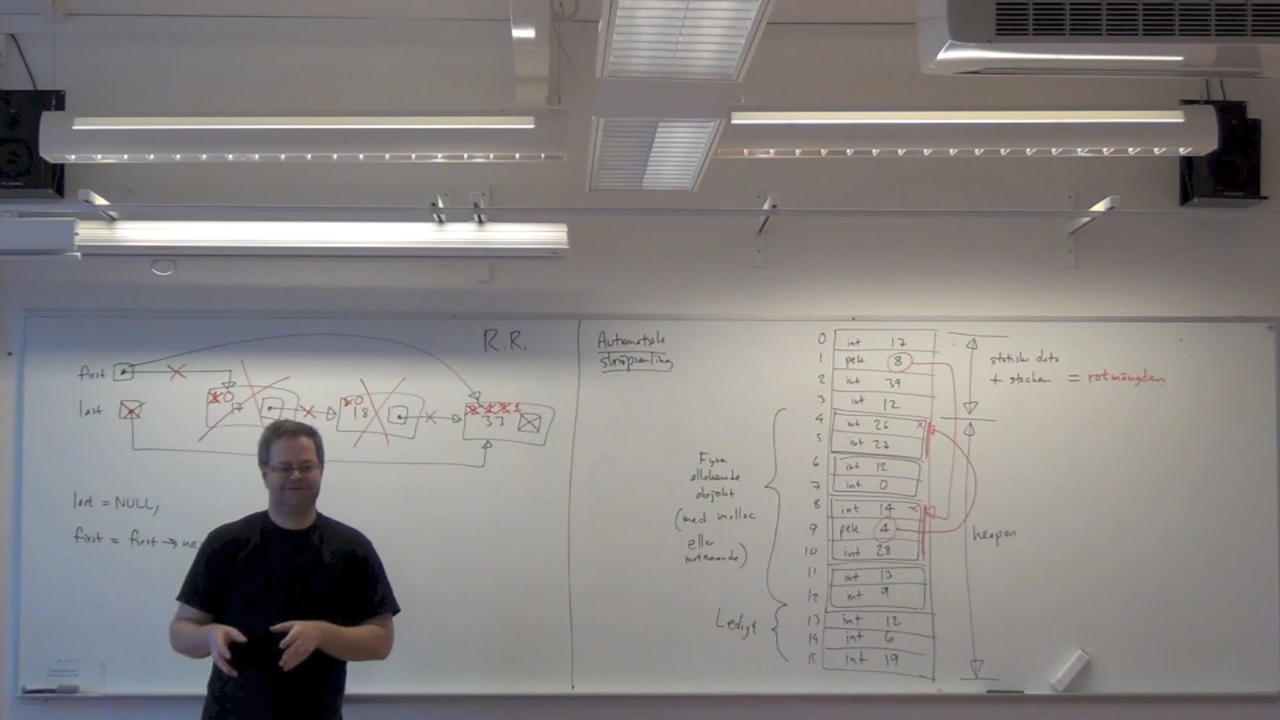 R.R.
first
last
17
18
33
last = NULL;
first = first → ne
Automatisk
skräpsamling
0 int 17
1 pek 8
2 int 39
3 int 12
4 int 26
5 int 27
6 int 12
7 int 0
8 int 14
9 pek 4
10 int 28
11 int 13
12 int 9
13 int 12
14 int 6
15 int 19
statiska data
+ stacken = rotmängden
heapen
Fyra
allokerade
objekt
(med malloc
eller
motsvarande)
Ledigt